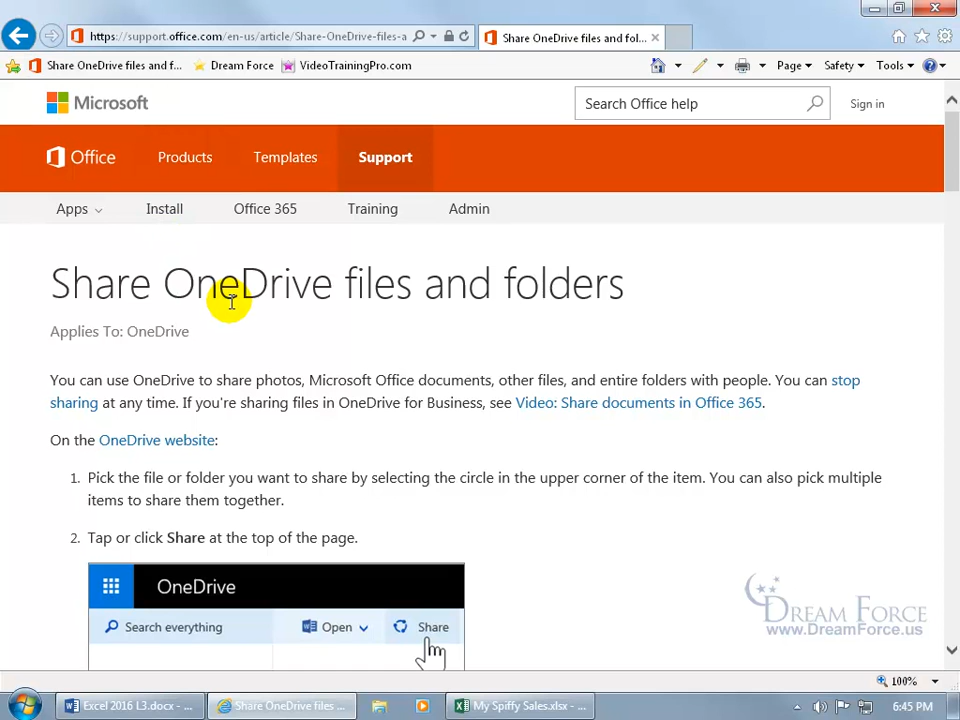 https://support.office.com/en-us/article/Share-OneDrive-files-a
Share OneDrive files and fol...
Share OneDrive files and f...
Dream Force
VideoTrainingPro.com
Page
Safety
Tools
Microsoft
Search Office help
Sign in
Office
Products
Templates
Support
Apps
Install
Office 365
Training
Admin
Share OneDrive files and folders
Applies To: OneDrive
You can use OneDrive to share photos, Microsoft Office documents, other files, and entire folders with people. You can stop
sharing at any time. If you're sharing files in OneDrive for Business, see Video: Share documents in Office 365.
On the OneDrive website:
1. Pick the file or folder you want to share by selecting the circle in the upper corner of the item. You can also pick multiple
items to share them together.
2. Tap or click Share at the top of the page.
OneDrive
Search everything
Open
Share
DREAM FORCE
www.DreamForce.us
100%
Excel 2016 L3.docx - ...
Share OneDrive files ...
My Spiffy Sales.xlsx - ...
6:45 PM